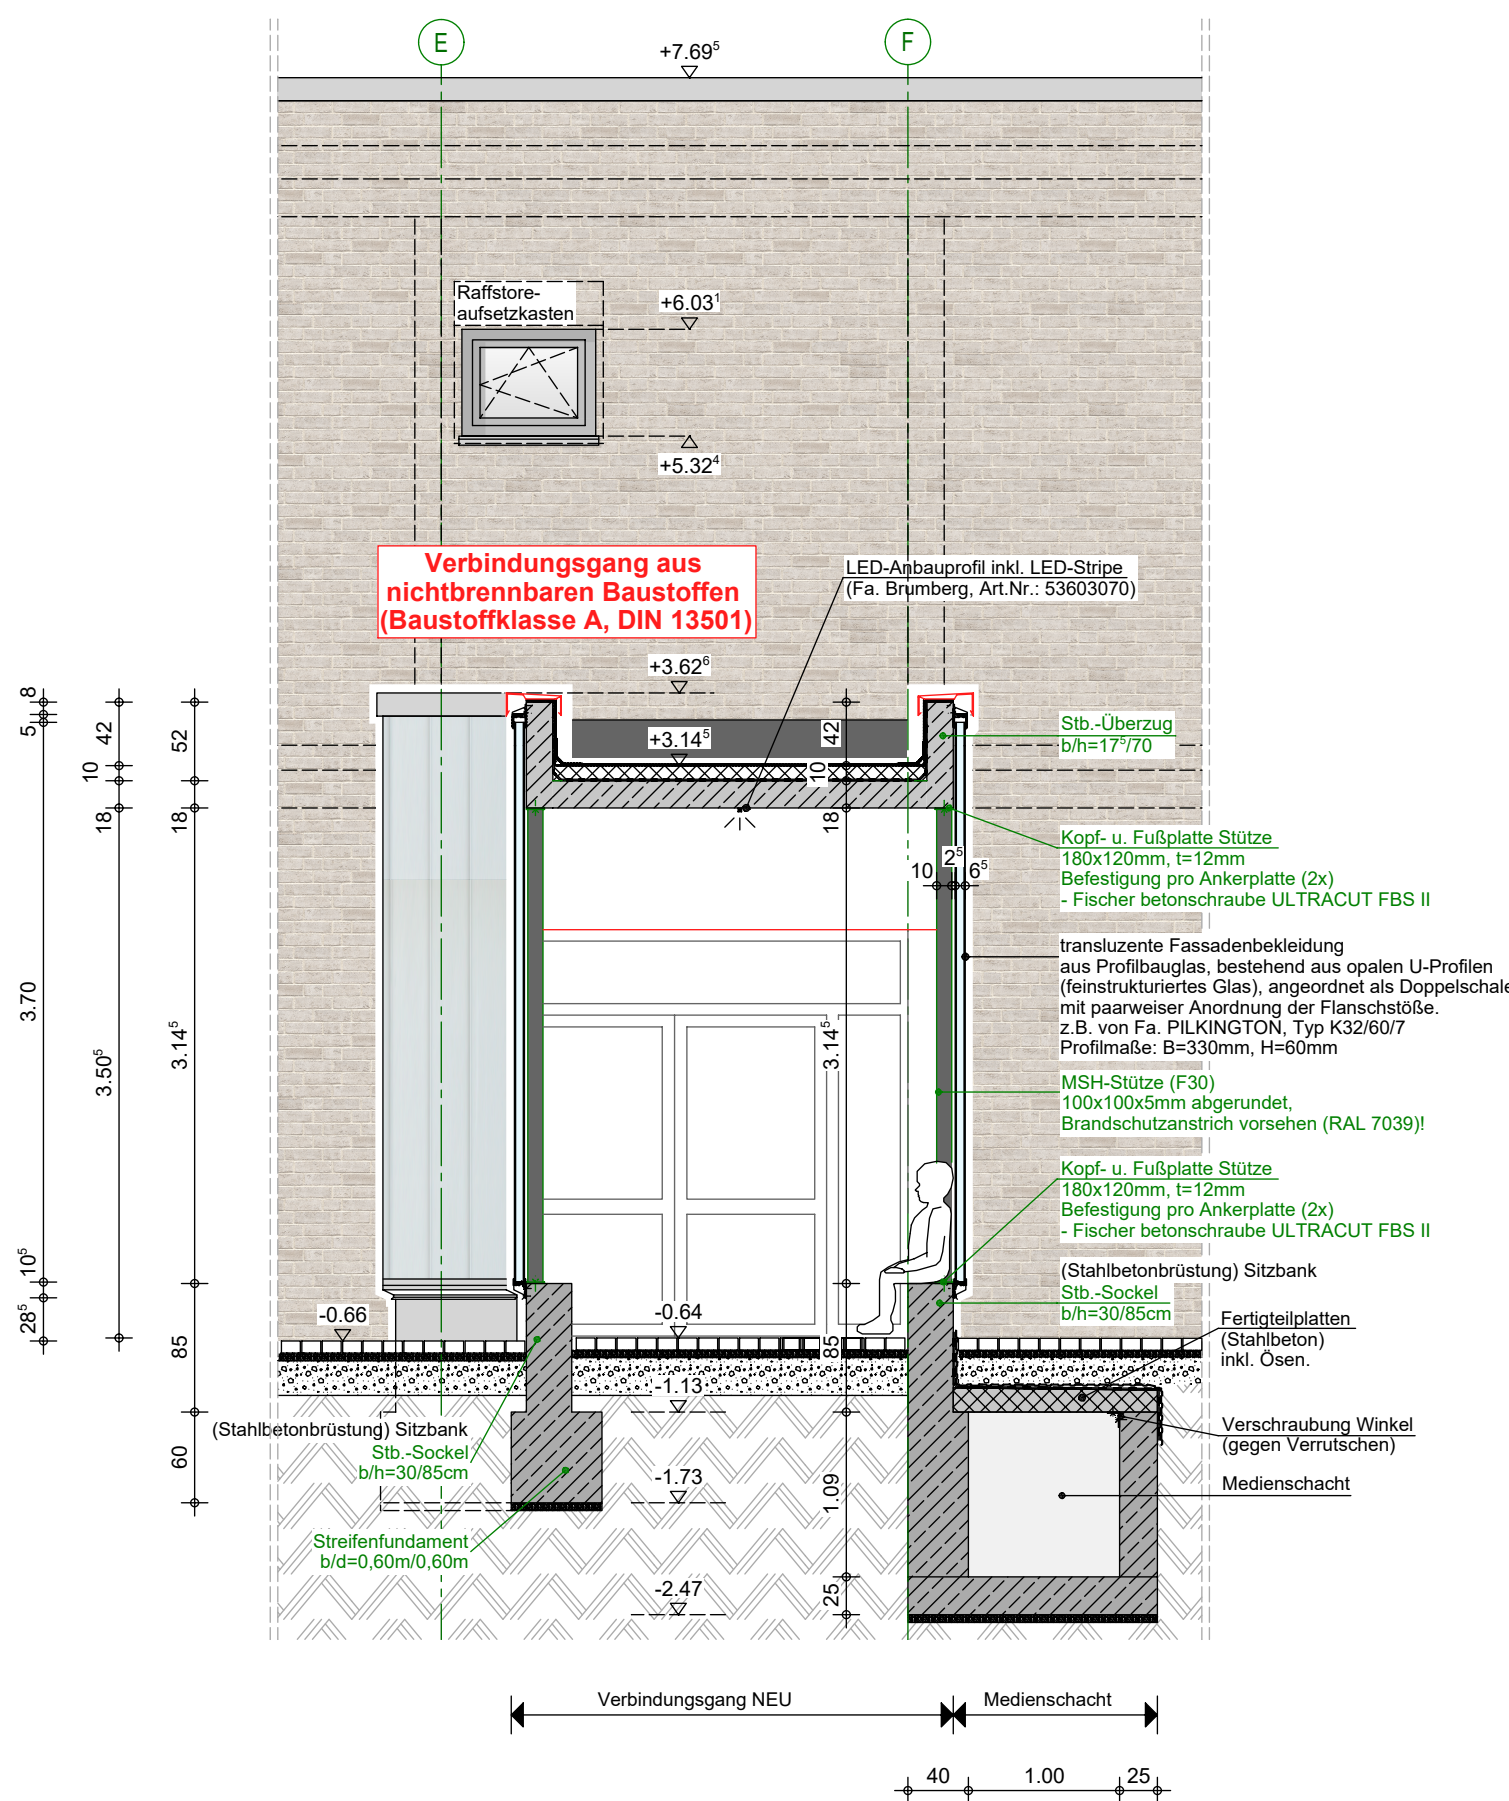 E
F
+7.69⁵
Raffstore-
aufsetzkasten
+6.03¹
+5.32⁴
Verbindungsgang aus
nichtbrennbaren Baustoffen
(Baustoffklasse A, DIN 13501)
LED-Anbauprofil inkl. LED-Stripe
(Fa. Brumberg, Art.Nr.: 53603070)
+3.62⁶
+3.14⁵
8
5
3.70
10⁵
28⁵
42
10
18
3.50⁵
52
18
3.14⁵
85
60
42
10
18
3.14⁵
85
1.09
25
Stb.-Überzug
b/h=17⁵/70
Kopf- u. Fußplatte Stütze
180x120mm, t=12mm
Befestigung pro Ankerplatte (2x)
- Fischer betonschraube ULTRACUT FBS II
10
2⁵
6⁵
transluzente Fassadenbekleidung
aus Profilbauglas, bestehend aus opalen U-Profilen
(feinstrukturiertes Glas), angeordnet als Doppelschale
mit paarweiser Anordnung der Flanschstöße.
z.B. von Fa. PILKINGTON, Typ K32/60/7
Profilmaße: B=330mm, H=60mm
MSH-Stütze (F30)
100x100x5mm abgerundet,
Brandschutzanstrich vorsehen (RAL 7039)!
Kopf- u. Fußplatte Stütze
180x120mm, t=12mm
Befestigung pro Ankerplatte (2x)
- Fischer betonschraube ULTRACUT FBS II
(Stahlbetonbrüstung) Sitzbank
Stb.-Sockel
b/h=30/85cm
Fertigteilplatten
(Stahlbeton)
inkl. Ösen.
-0.66
-0.64
-1.13
(Stahlbetonbrüstung) Sitzbank
Stb.-Sockel
b/h=30/85cm
Verschraubung Winkel
(gegen Verrutschen)
-1.73
Medienschacht
Streifenfundament
b/d=0,60m/0,60m
-2.47
Verbindungsgang NEU
Medienschacht
40
1.00
25